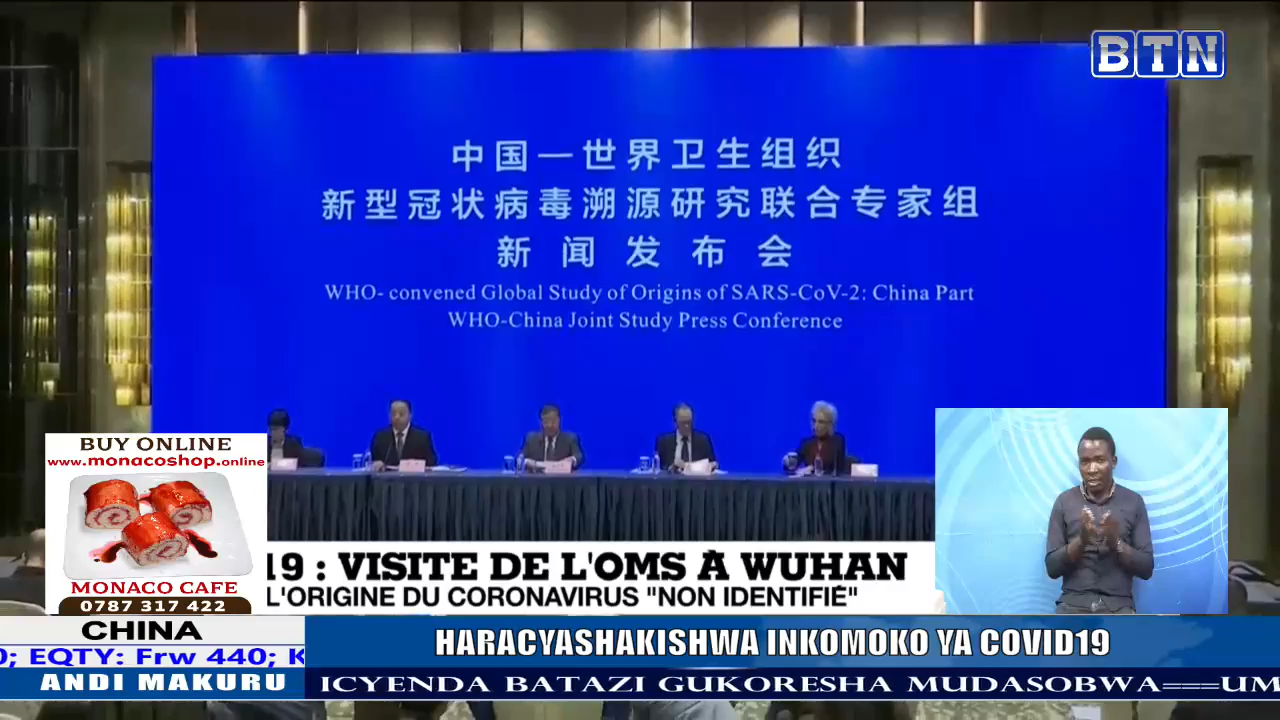 BTN
中国一世界卫生组织
新型冠状病毒溯源研究联合专家组
新闻发布会
WHO- convened Global Study of Origins of SARS-CoV-2: China Part
WHO-China Joint Study Press Conference
BUY ONLINE
www.monacoshop.online
MONACO CAFE
0787 317 422
19 : VISITE DE L'OMS À WUHAN
L'ORIGINE DU CORONAVIRUS "NON IDENTIFIÉ"
CHINA
HARACYASHAKISHWA INKOMOKO YA COVID19
0; EQTY: Frw 440; K
ANDI MAKURU
ICYENDA BATAZI GUKORESHA MUDASOBWA===UM